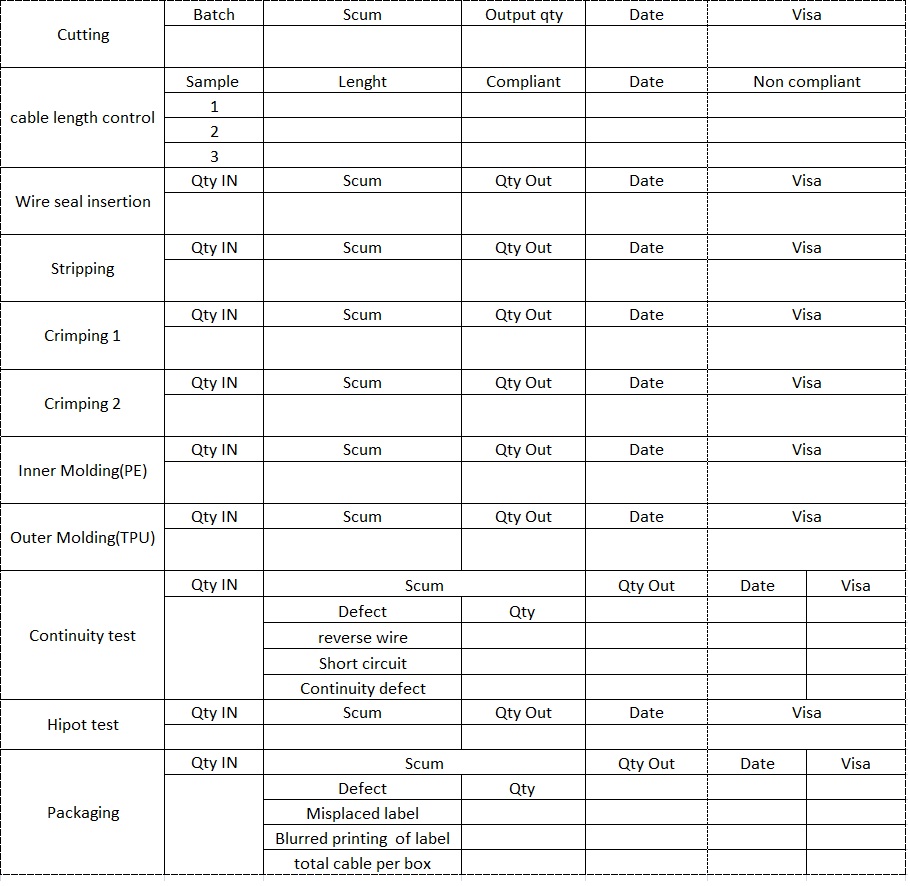 Cutting
Batch Scum Output qty Date Visa
cable length control
Sample Lenght Compliant Date Non compliant
1
2
3
Wire seal insertion
Qty IN Scum Qty Out Date Visa
Stripping
Qty IN Scum Qty Out Date Visa
Crimping 1
Qty IN Scum Qty Out Date Visa
Crimping 2
Qty IN Scum Qty Out Date Visa
Inner Molding(PE)
Qty IN Scum Qty Out Date Visa
Outer Molding(TPU)
Qty IN Scum Qty Out Date Visa
Continuity test
Qty IN Scum Qty Out Date Visa
Defect Qty
reverse wire
Short circuit
Continuity defect
Hipot test
Qty IN Scum Qty Out Date Visa
Packaging
Qty IN Scum Qty Out Date Visa
Defect Qty
Misplaced label
Blurred printing of label
total cable per box